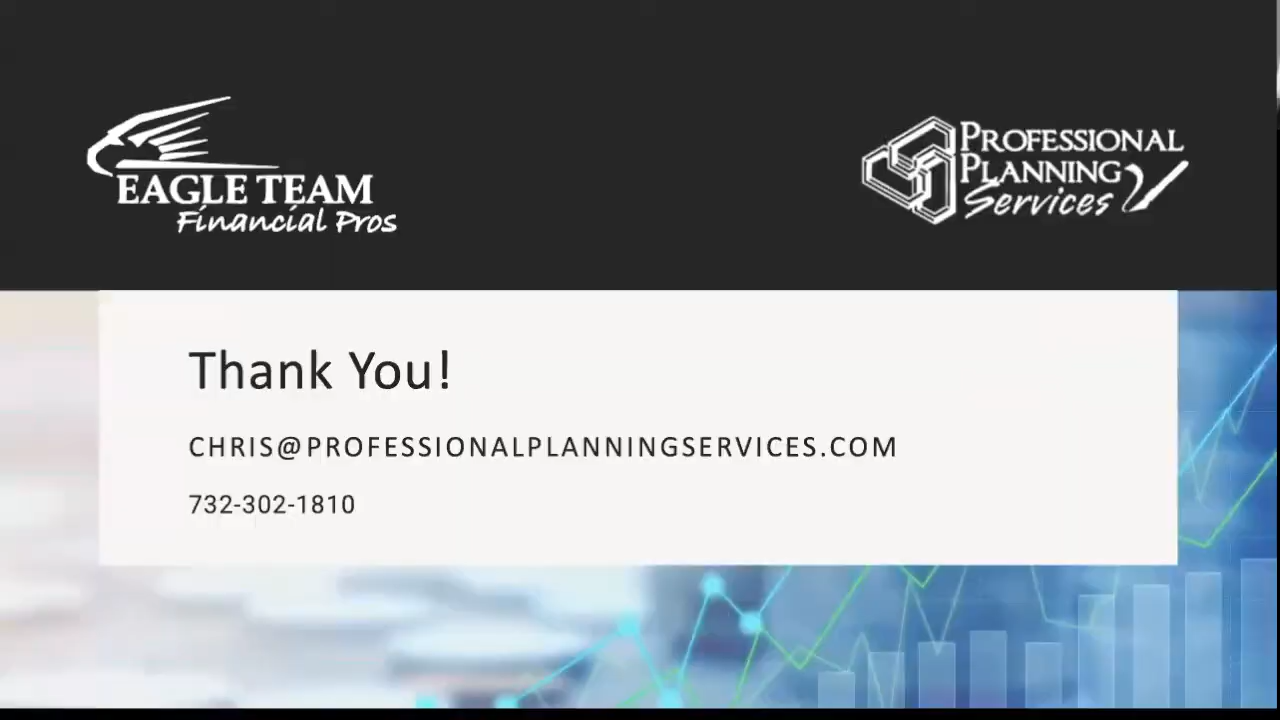 EAGLE TEAM
Financial Pros
PROFESSIONAL
PLANNING
Services
Thank You!
CHRIS@PROFESSIONALPLANNINGSERVICES.COM
732-302-1810